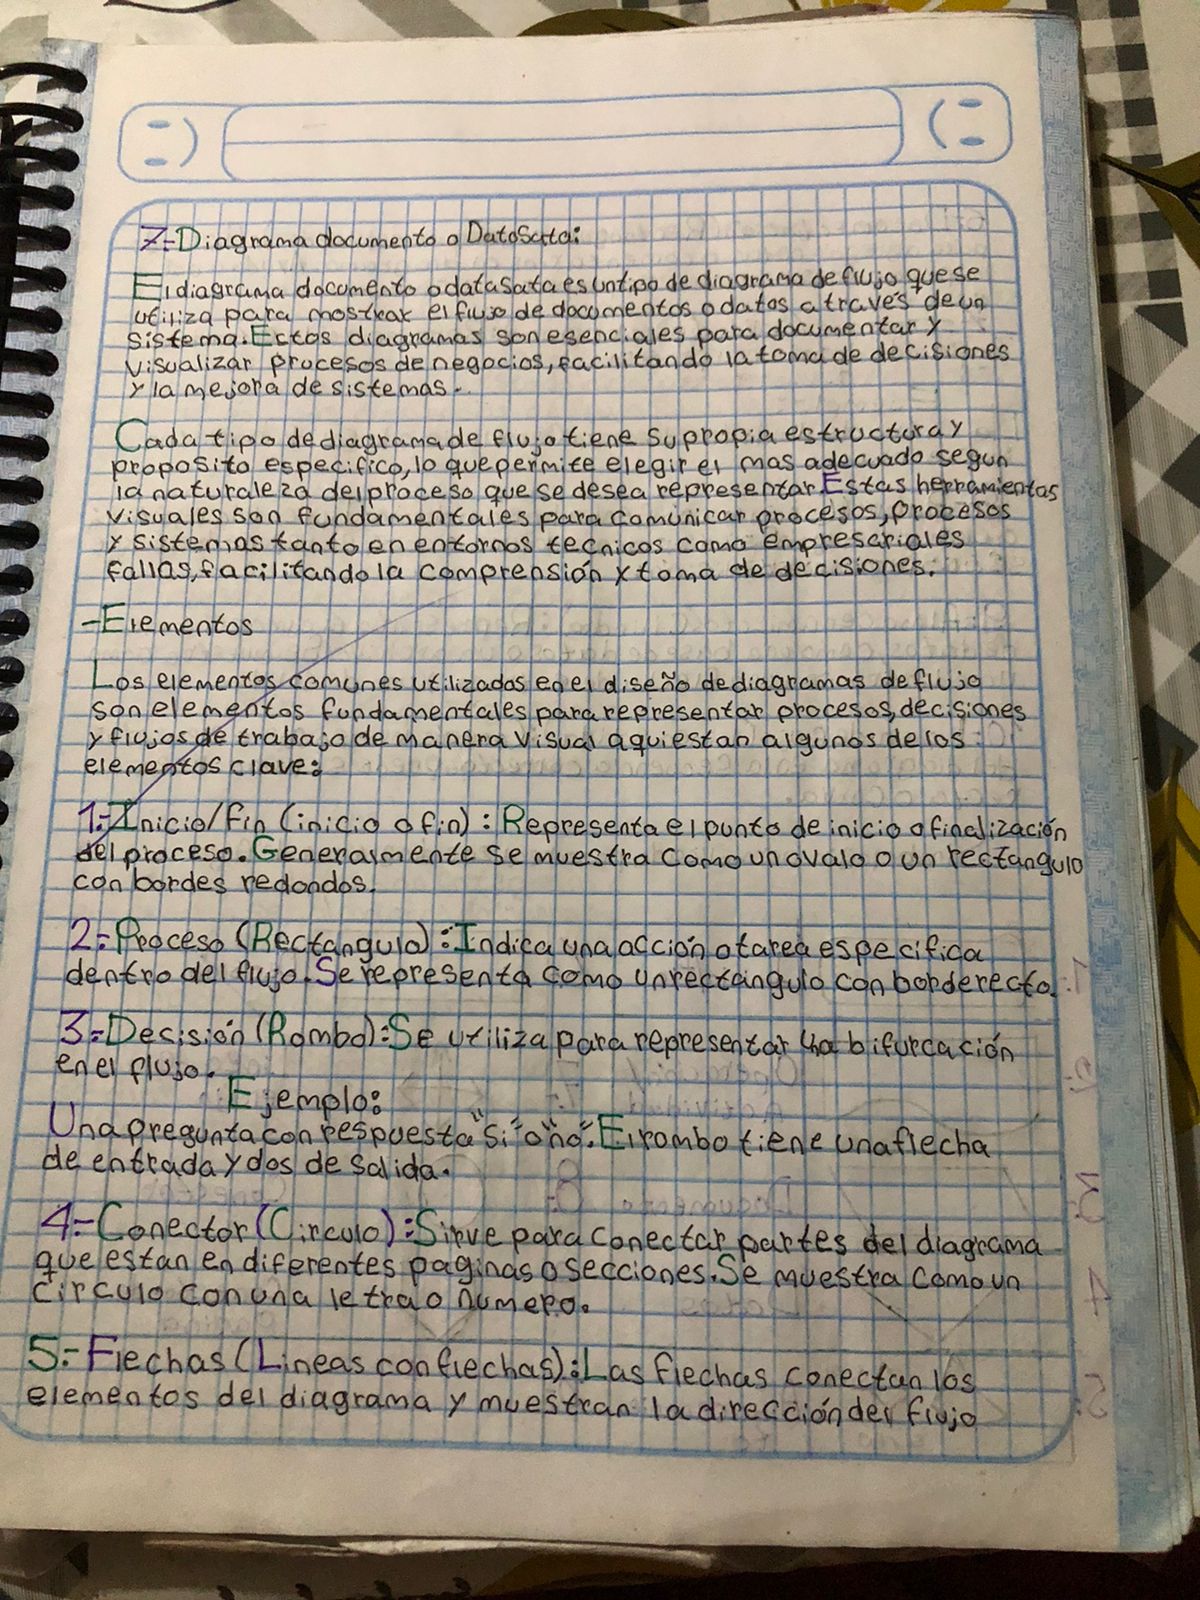 7-Diagrama documento o DatoSata:
El diagrama documento o dataSata es un tipo de diagrama de flujo que se
utiliza para mostrar el flujo de documentos o datos a través de un
sistema. Ectos diagramas son esenciales para documentar y
visualizar procesos de negocios, facilitando la toma de decisiones
y la mejora de sistemas.
Cada tipo de diagrama de flujo tiene su propia estructura y
proposito especifico, lo que permite elegir el mas adecuado segun
la naturaleza del proceso que se desea representar. Estas herramientas
visuales son fundamentales para comunicar procesos, procesos
y sistemas tanto en entornos tecnicos como empresariales
fallas, facilitando la comprensión y toma de decisiones.
-Elementos
Los elementos comunes utilizados en el diseño de diagramas de flujo
son elementos fundamentales para representar procesos, decisiones
y flujos de trabajo de manera visual aqui estan algunos de los
elementos clave:
1.-Inicio/fin (inicio o fin): Representa el punto de inicio o finalización
del proceso. Generalmente se muestra como un ovalo o un rectangulo
con bordes redondos.
2.-Proceso (Rectangulo): Indica una acción o tarea especifica
dentro del flujo. Se representa como un rectángulo con borde recto.
3.-Decisión (Rombo): Se utiliza para representar una bifurcación
en el flujo.
Ejemplo:
Una pregunta con respuesta "si" o "no". El rombo tiene una flecha
de entrada y dos de salida.
4.-Conector (Circulo): Sirve para conectar partes del diagrama
que estan en diferentes paginas o secciones. Se muestra como un
circulo con una letra o numero.
5.-Flechas (Lineas con flechas): Las flechas conectan los
elementos del diagrama y muestran la dirección del flujo